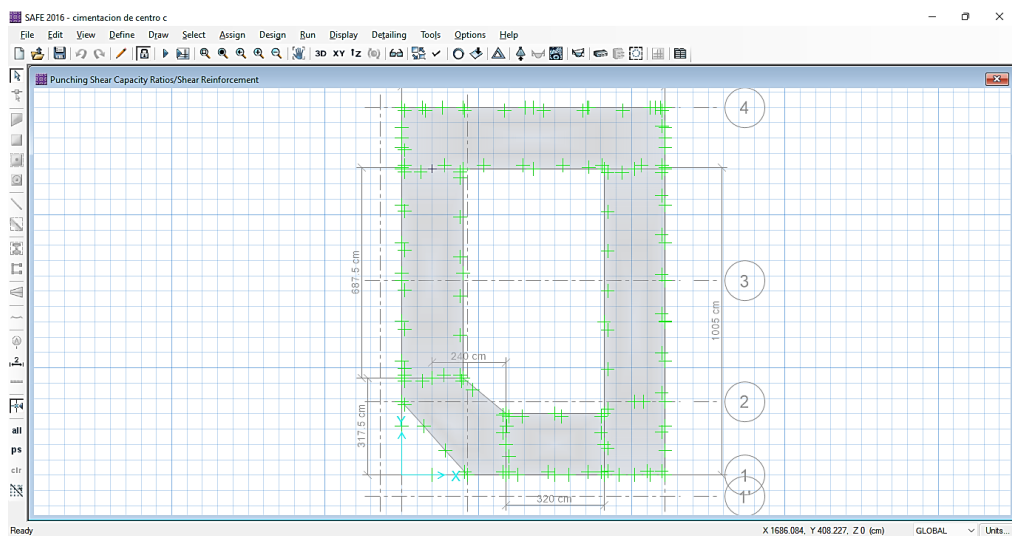 SAFE 2016 - cimentacion de centro c
File Edit View Define Draw Select Assign Design Run Display Detailing Tools Options Help
3D XY YZ
Punching Shear Capacity Ratios/Shear Reinforcement
4
687.5 cm
3
1005 cm
240 cm
2
317.5 cm
Y
X
1
320 cm
1'
2
all
ps
clr
Ready
X 1686.084, Y 408.227, Z 0 (cm)
GLOBAL
Units...